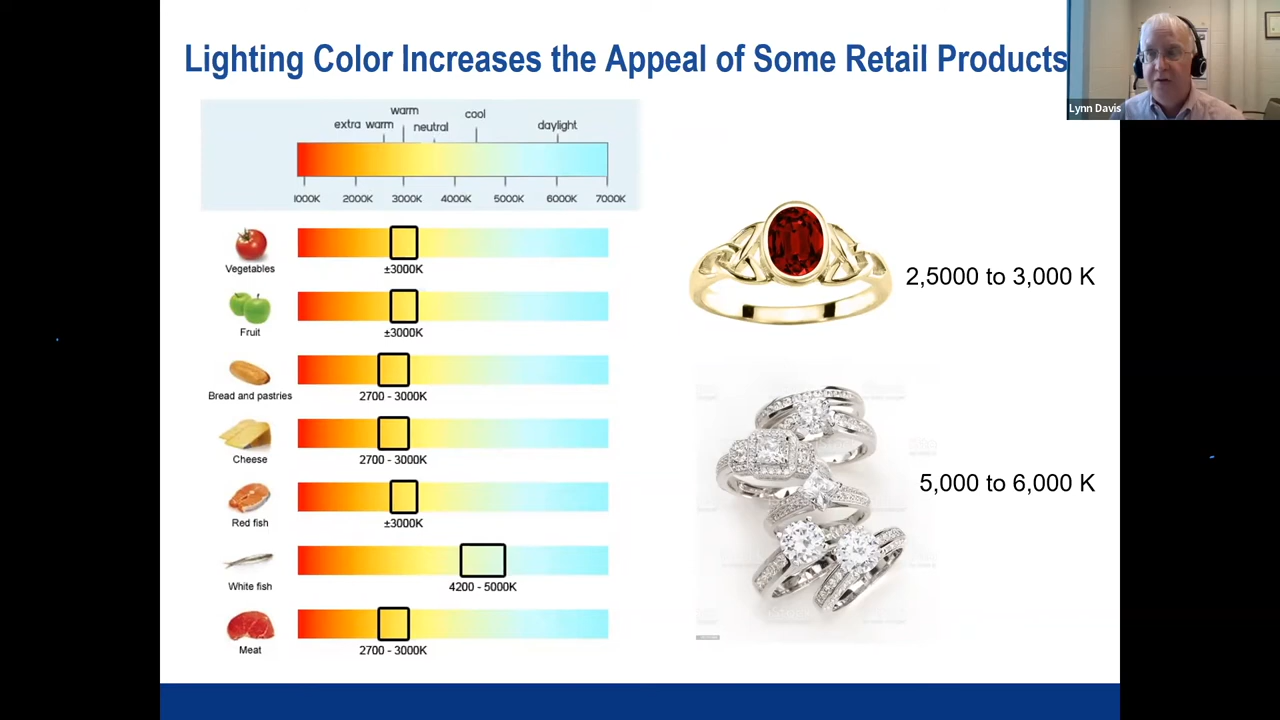 Lighting Color Increases the Appeal of Some Retail Products
Lynn Davis
warm
cool
extra warm
neutral
daylight
1000K 2000K 3000K 4000K 5000K 6000K 7000K
Vegetables
±3000K
Fruit
±3000K
Bread and pastries
2700 - 3000K
Cheese
2700 - 3000K
Red fish
±3000K
White fish
4200 - 5000K
Meat
2700 - 3000K
2,5000 to 3,000 K
5,000 to 6,000 K